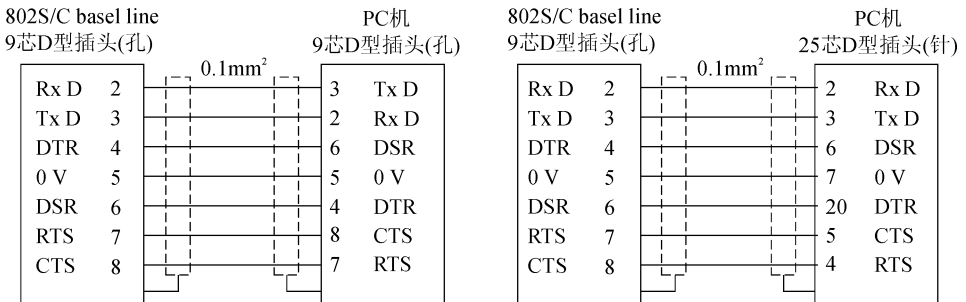 802S/C basel line PC机
9芯D型插头(孔) 9芯D型插头(孔)
0.1mm²
Rx D 2 3 Tx D
Tx D 3 2 Rx D
DTR 4 6 DSR
0 V 5 5 0 V
DSR 6 4 DTR
RTS 7 8 CTS
CTS 8 7 RTS
802S/C basel line PC机
9芯D型插头(孔) 25芯D型插头(针)
0.1mm²
Rx D 2 2 Rx D
Tx D 3 3 Tx D
DTR 4 6 DSR
0 V 5 7 0 V
DSR 6 20 DTR
RTS 7 5 CTS
CTS 8 4 RTS